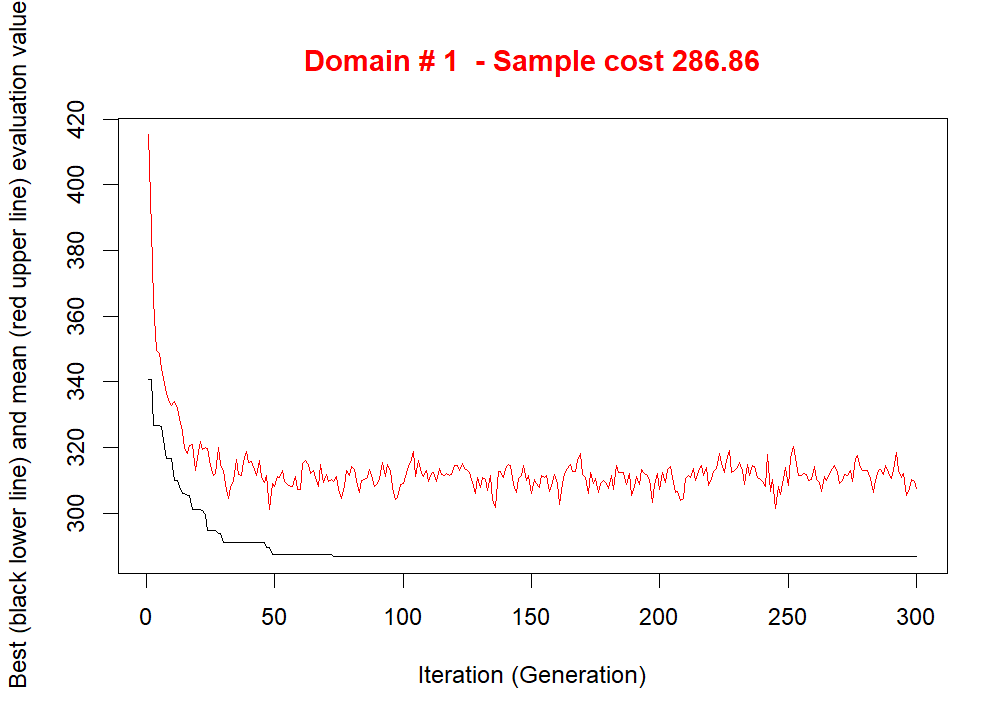 Domain # 1  - Sample cost 286.86
Best (black lower line) and mean (red upper line) evaluation value
420
400
380
360
340
320
300
0 50 100 150 200 250 300
Iteration (Generation)